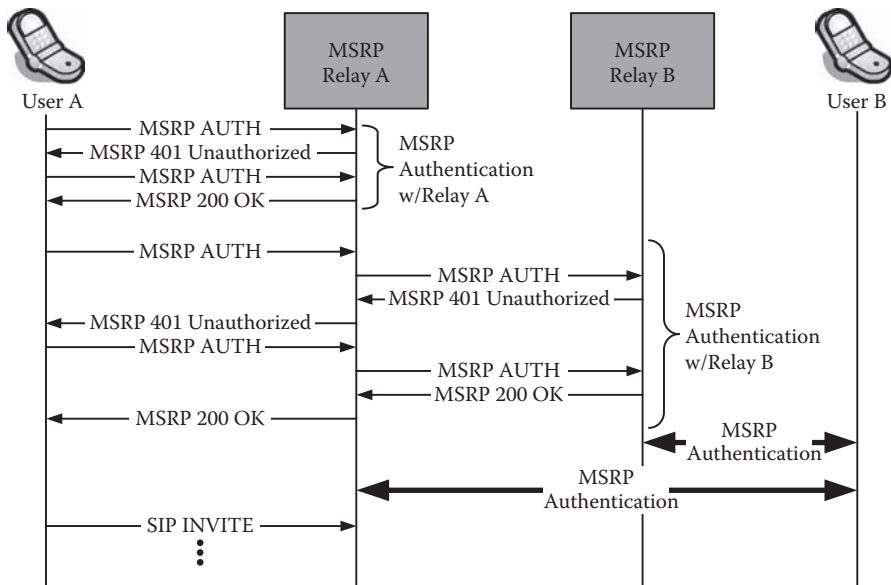 MSRP
Relay A
MSRP
Relay B
User A
User B
MSRP AUTH
MSRP 401 Unauthorized
MSRP AUTH
MSRP 200 OK
MSRP
Authentication
w/Relay A
MSRP AUTH
MSRP AUTH
MSRP 401 Unauthorized
MSRP 401 Unauthorized
MSRP AUTH
MSRP AUTH
MSRP 200 OK
MSRP 200 OK
MSRP
Authentication
w/Relay B
MSRP
Authentication
MSRP
Authentication
SIP INVITE